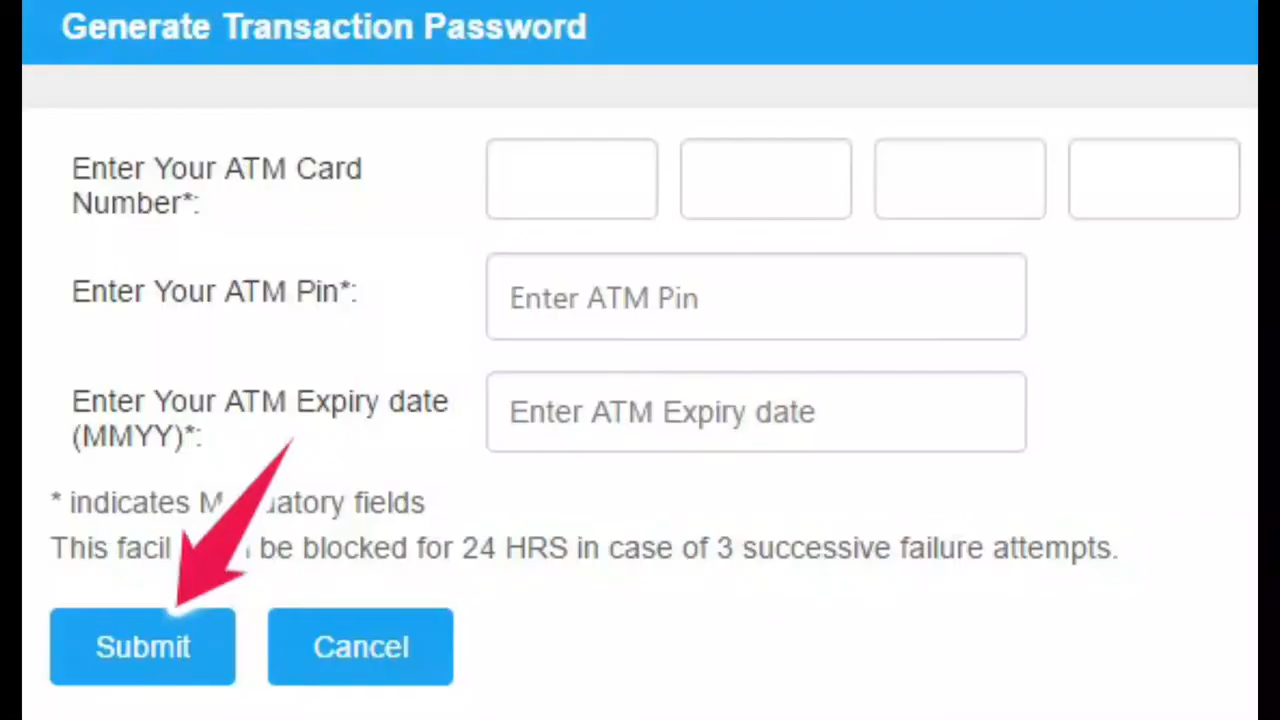 Generate Transaction Password
Enter Your ATM Card
Number*:
Enter Your ATM Pin*:
Enter ATM Pin
Enter Your ATM Expiry date
(MMYY)*:
Enter ATM Expiry date
* indicates fields
This be blocked for 24 HRS in case of 3 successive failure attempts.
Submit
Cancel